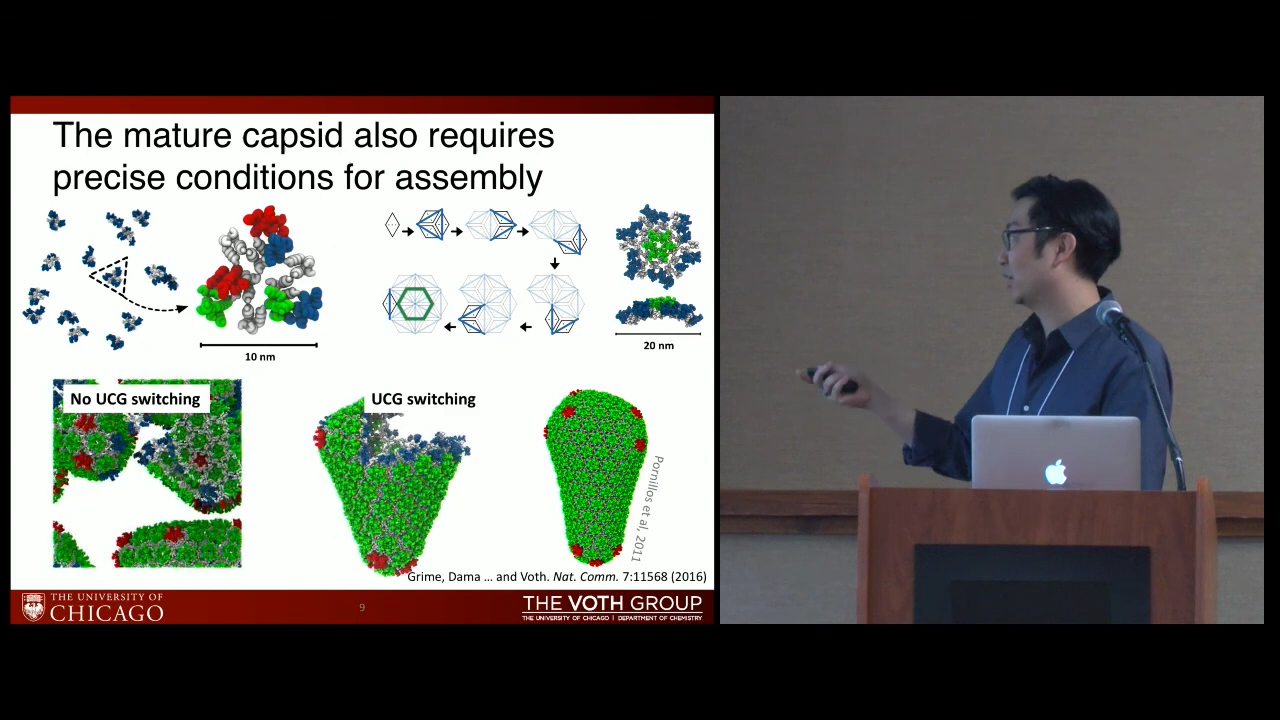 The mature capsid also requires
precise conditions for assembly
10 nm
20 nm
No UCG switching
UCG switching
Pornillos et al, 2011
Grime, Dama ... and Voth. Nat. Comm. 7:11568 (2016)
THE UNIVERSITY OF
CHICAGO
9
THE VOTH GROUP
THE UNIVERSITY OF CHICAGO | DEPARTMENT OF CHEMISTRY